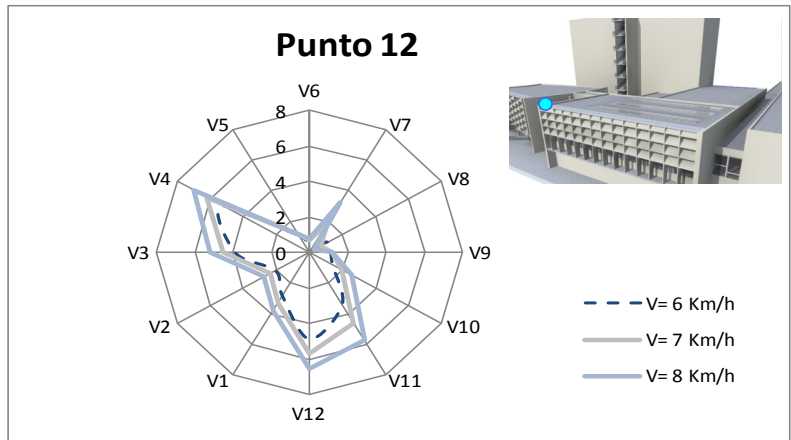 Punto 12
V6
V7
V8
V9
V10
V11
V12
V1
V2
V3
V4
V5
8
6
4
2
0
V= 6 Km/h
V= 7 Km/h
V= 8 Km/h